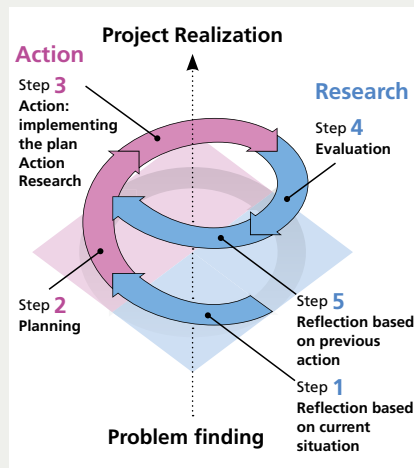 Project Realization
Action
Step 3
Action:
implementing
the plan
Action
Research
Research
Step 4
Evaluation
Step 2
Planning
Step 5
Reflection based
on previous
action
Step 1
Reflection based
on current
situation
Problem finding